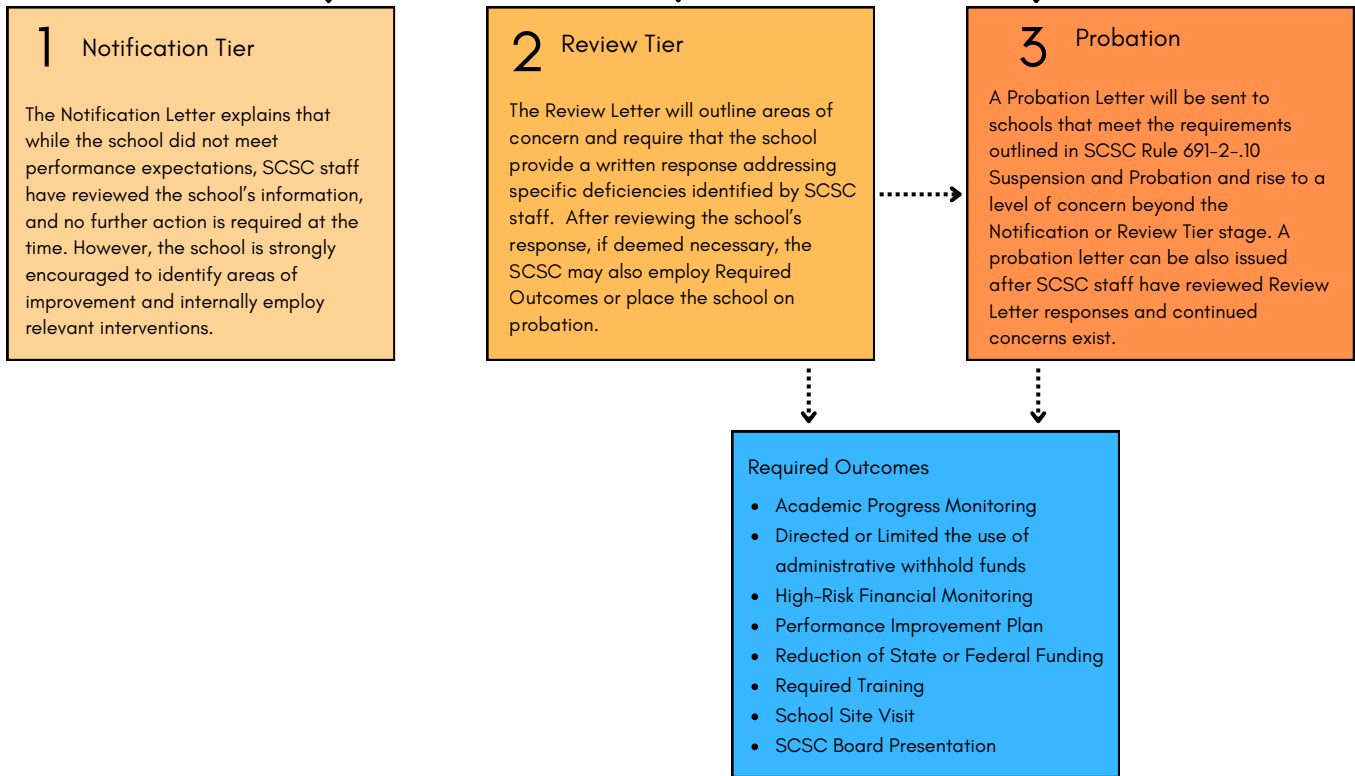 1 Notification Tier
The Notification Letter explains that
while the school did not meet
performance expectations, SCSC staff
have reviewed the school's information,
and no further action is required at the
time. However, the school is strongly
encouraged to identify areas of
improvement and internally employ
relevant interventions.
2 Review Tier
The Review Letter will outline areas of
concern and require that the school
provide a written response addressing
specific deficiencies identified by SCSC
staff.  After reviewing the school's
response, if deemed necessary, the
SCSC may also employ Required
Outcomes or place the school on
probation.
3 Probation
A Probation Letter will be sent to
schools that meet the requirements
outlined in SCSC Rule 691-2-.10
Suspension and Probation and rise to a
level of concern beyond the
Notification or Review Tier stage. A
probation letter can be also issued
after SCSC staff have reviewed Review
Letter responses and continued
concerns exist.
Required Outcomes
• Academic Progress Monitoring
• Directed or Limited the use of
administrative withhold funds
• High-Risk Financial Monitoring
• Performance Improvement Plan
• Reduction of State or Federal Funding
• Required Training
• School Site Visit
• SCSC Board Presentation